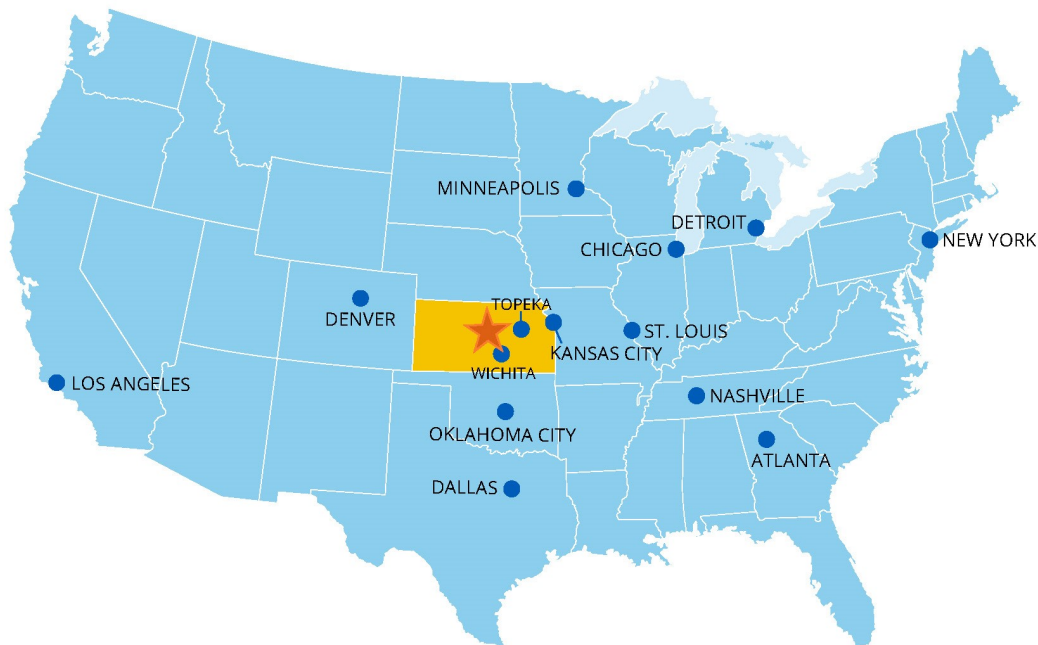 MINNEAPOLIS
DETROIT
CHICAGO
NEW YORK
TOPEKA
DENVER
ST. LOUIS
KANSAS CITY
WICHITA
LOS ANGELES
NASHVILLE
OKLAHOMA CITY
ATLANTA
DALLAS